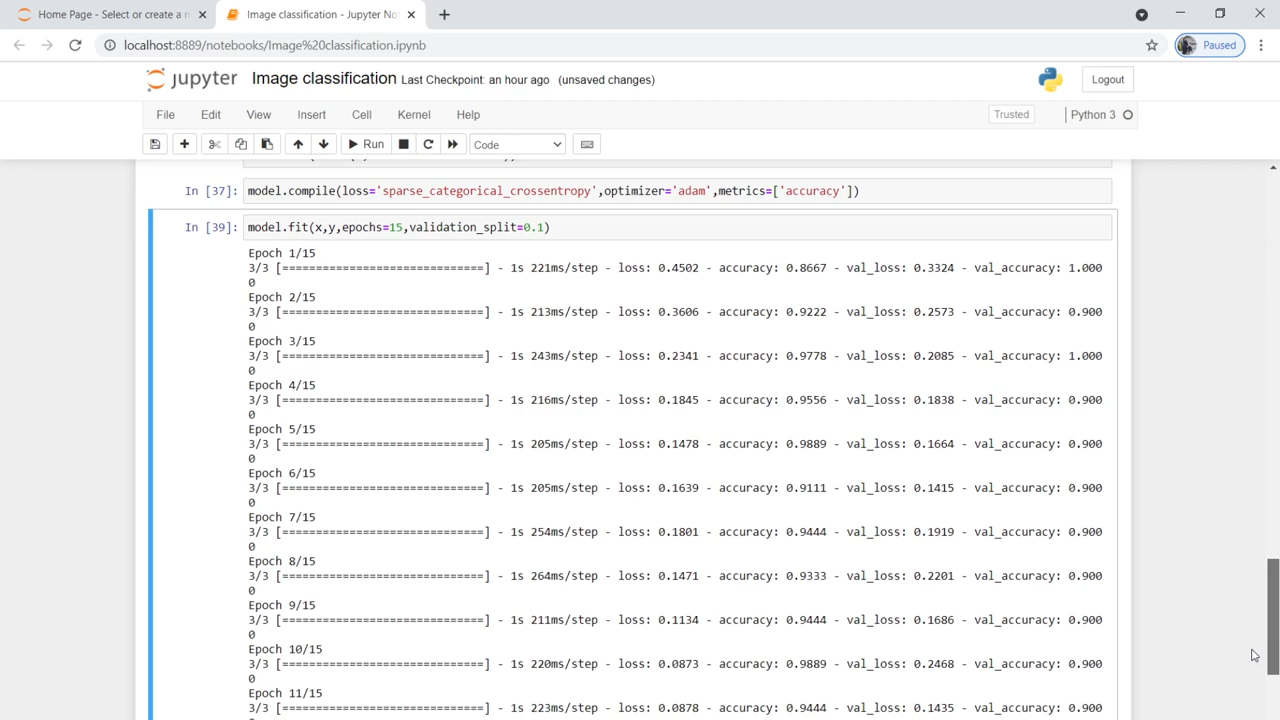 Home Page - Select or create a n
Image classification - Jupyter No
localhost:8889/notebooks/Image%20classification.ipynb
Paused
jupyter Image classification Last Checkpoint: an hour ago (unsaved changes)
Logout
File Edit View Insert Cell Kernel Help
Trusted
Python 3
Run
Code
In [37]: model.compile(loss='sparse_categorical_crossentropy',optimizer='adam',metrics=['accuracy'])
In [39]: model.fit(x,y,epochs=15,validation_split=0.1)
Epoch 1/15
3/3 [==============================] - 1s 221ms/step - loss: 0.4502 - accuracy: 0.8667 - val_loss: 0.3324 - val_accuracy: 1.000
0
Epoch 2/15
3/3 [==============================] - 1s 213ms/step - loss: 0.3606 - accuracy: 0.9222 - val_loss: 0.2573 - val_accuracy: 0.900
0
Epoch 3/15
3/3 [==============================] - 1s 243ms/step - loss: 0.2341 - accuracy: 0.9778 - val_loss: 0.2085 - val_accuracy: 1.000
0
Epoch 4/15
3/3 [==============================] - 1s 216ms/step - loss: 0.1845 - accuracy: 0.9556 - val_loss: 0.1838 - val_accuracy: 0.900
0
Epoch 5/15
3/3 [==============================] - 1s 205ms/step - loss: 0.1478 - accuracy: 0.9889 - val_loss: 0.1664 - val_accuracy: 0.900
0
Epoch 6/15
3/3 [==============================] - 1s 205ms/step - loss: 0.1639 - accuracy: 0.9111 - val_loss: 0.1415 - val_accuracy: 0.900
0
Epoch 7/15
3/3 [==============================] - 1s 254ms/step - loss: 0.1801 - accuracy: 0.9444 - val_loss: 0.1919 - val_accuracy: 0.900
0
Epoch 8/15
3/3 [==============================] - 1s 264ms/step - loss: 0.1471 - accuracy: 0.9333 - val_loss: 0.2201 - val_accuracy: 0.900
0
Epoch 9/15
3/3 [==============================] - 1s 211ms/step - loss: 0.1134 - accuracy: 0.9444 - val_loss: 0.1686 - val_accuracy: 0.900
0
Epoch 10/15
3/3 [==============================] - 1s 220ms/step - loss: 0.0873 - accuracy: 0.9889 - val_loss: 0.2468 - val_accuracy: 0.900
0
Epoch 11/15
3/3 [==============================] - 1s 223ms/step - loss: 0.0878 - accuracy: 0.9444 - val_loss: 0.1435 - val_accuracy: 0.900